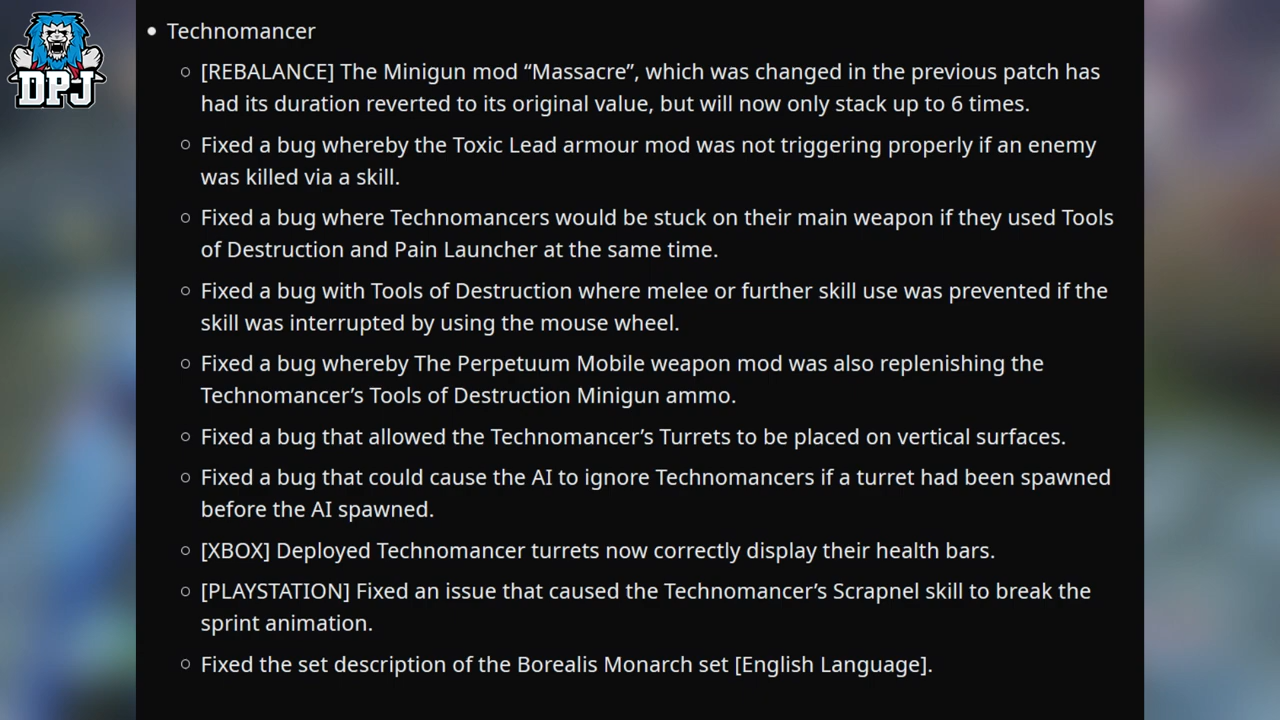 DPJ
Technomancer
[REBALANCE] The Minigun mod “Massacre”, which was changed in the previous patch has
had its duration reverted to its original value, but will now only stack up to 6 times.
Fixed a bug whereby the Toxic Lead armour mod was not triggering properly if an enemy
was killed via a skill.
Fixed a bug where Technomancers would be stuck on their main weapon if they used Tools
of Destruction and Pain Launcher at the same time.
Fixed a bug with Tools of Destruction where melee or further skill use was prevented if the
skill was interrupted by using the mouse wheel.
Fixed a bug whereby The Perpetuum Mobile weapon mod was also replenishing the
Technomancer’s Tools of Destruction Minigun ammo.
Fixed a bug that allowed the Technomancer’s Turrets to be placed on vertical surfaces.
Fixed a bug that could cause the AI to ignore Technomancers if a turret had been spawned
before the AI spawned.
[XBOX] Deployed Technomancer turrets now correctly display their health bars.
[PLAYSTATION] Fixed an issue that caused the Technomancer’s Scrapnel skill to break the
sprint animation.
Fixed the set description of the Borealis Monarch set [English Language].